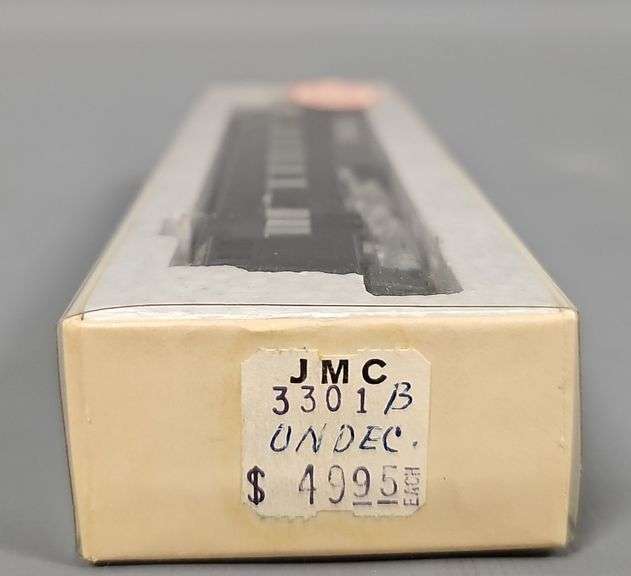 JMC
3301 B
UNDEC.
$ 4995 EACH